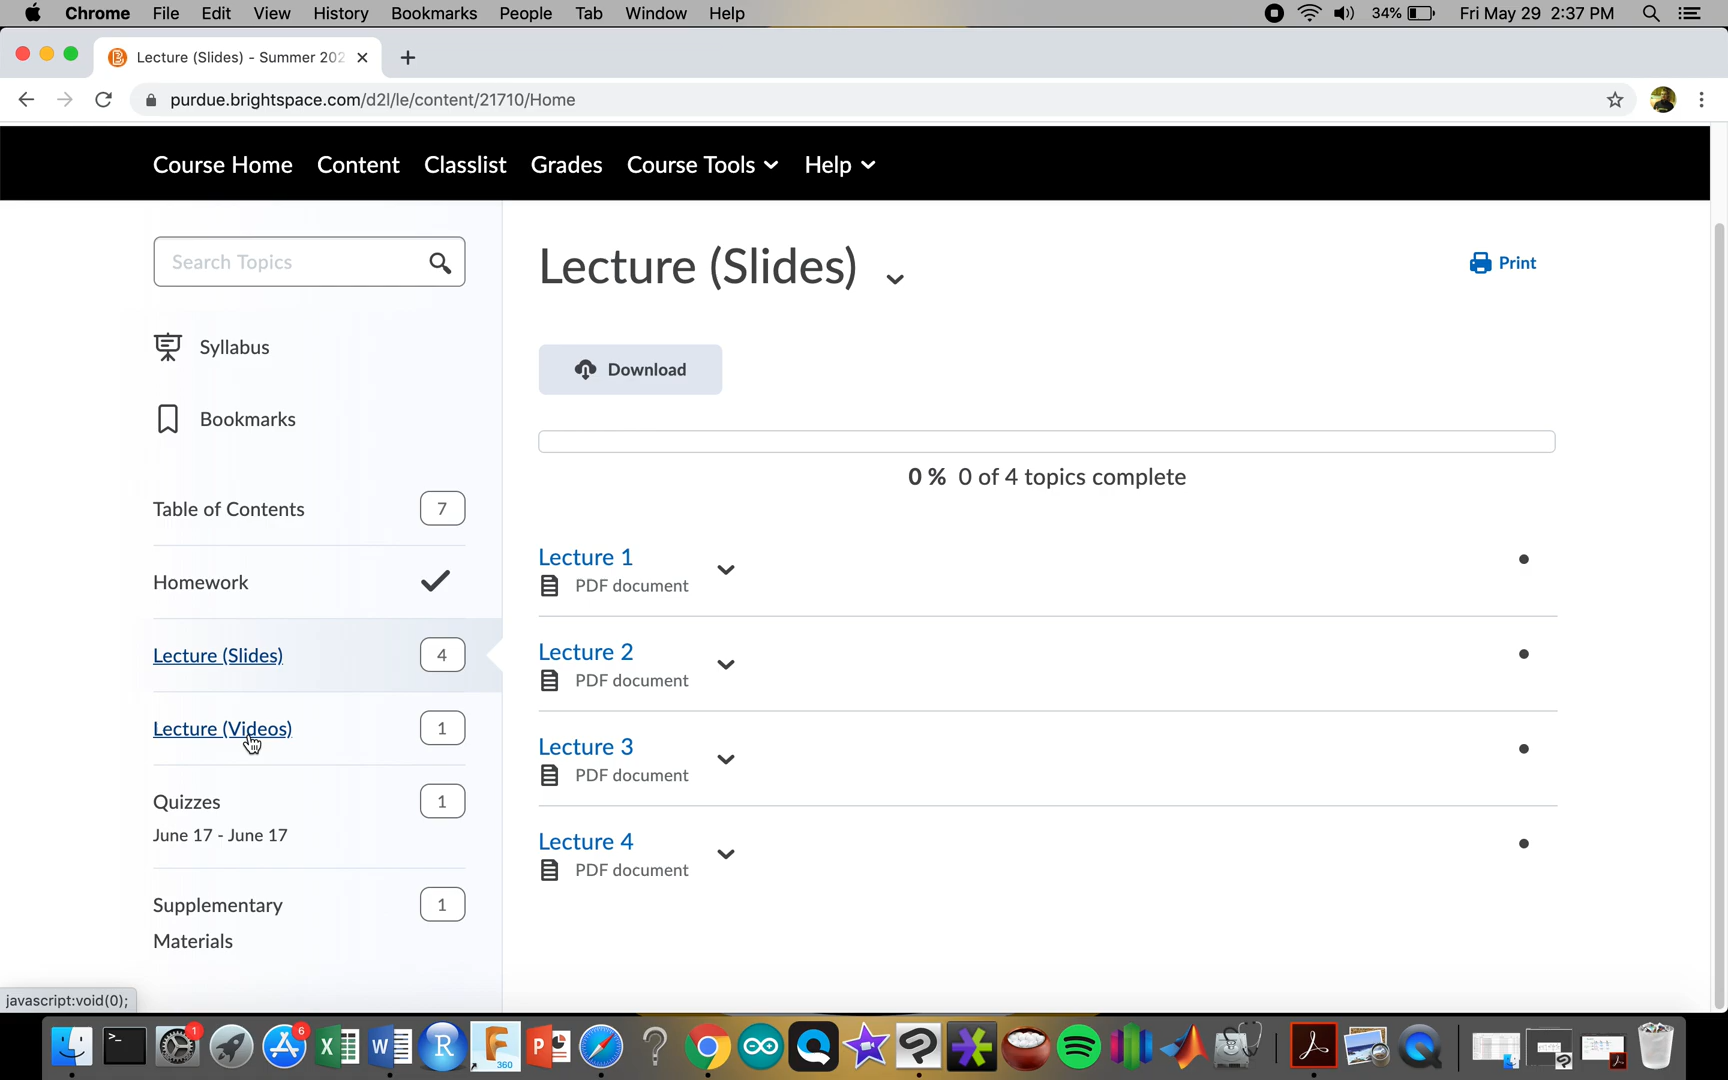 Chrome File Edit View History Bookmarks People Tab Window Help 34% Fri May 29 2:37 PM
Lecture (Slides) - Summer 202
purdue.brightspace.com/d2l/le/content/21710/Home
Course Home Content Classlist Grades Course Tools Help
Search Topics
Syllabus
Bookmarks
Table of Contents 7
Homework
Lecture (Slides) 4
Lecture (Videos) 1
Quizzes 1
June 17 - June 17
Supplementary 1
Materials
Lecture (Slides)
Print
Download
0 % 0 of 4 topics complete
Lecture 1
PDF document
Lecture 2
PDF document
Lecture 3
PDF document
Lecture 4
PDF document
javascript:void(0);
1 6 X W R F 360 P ?